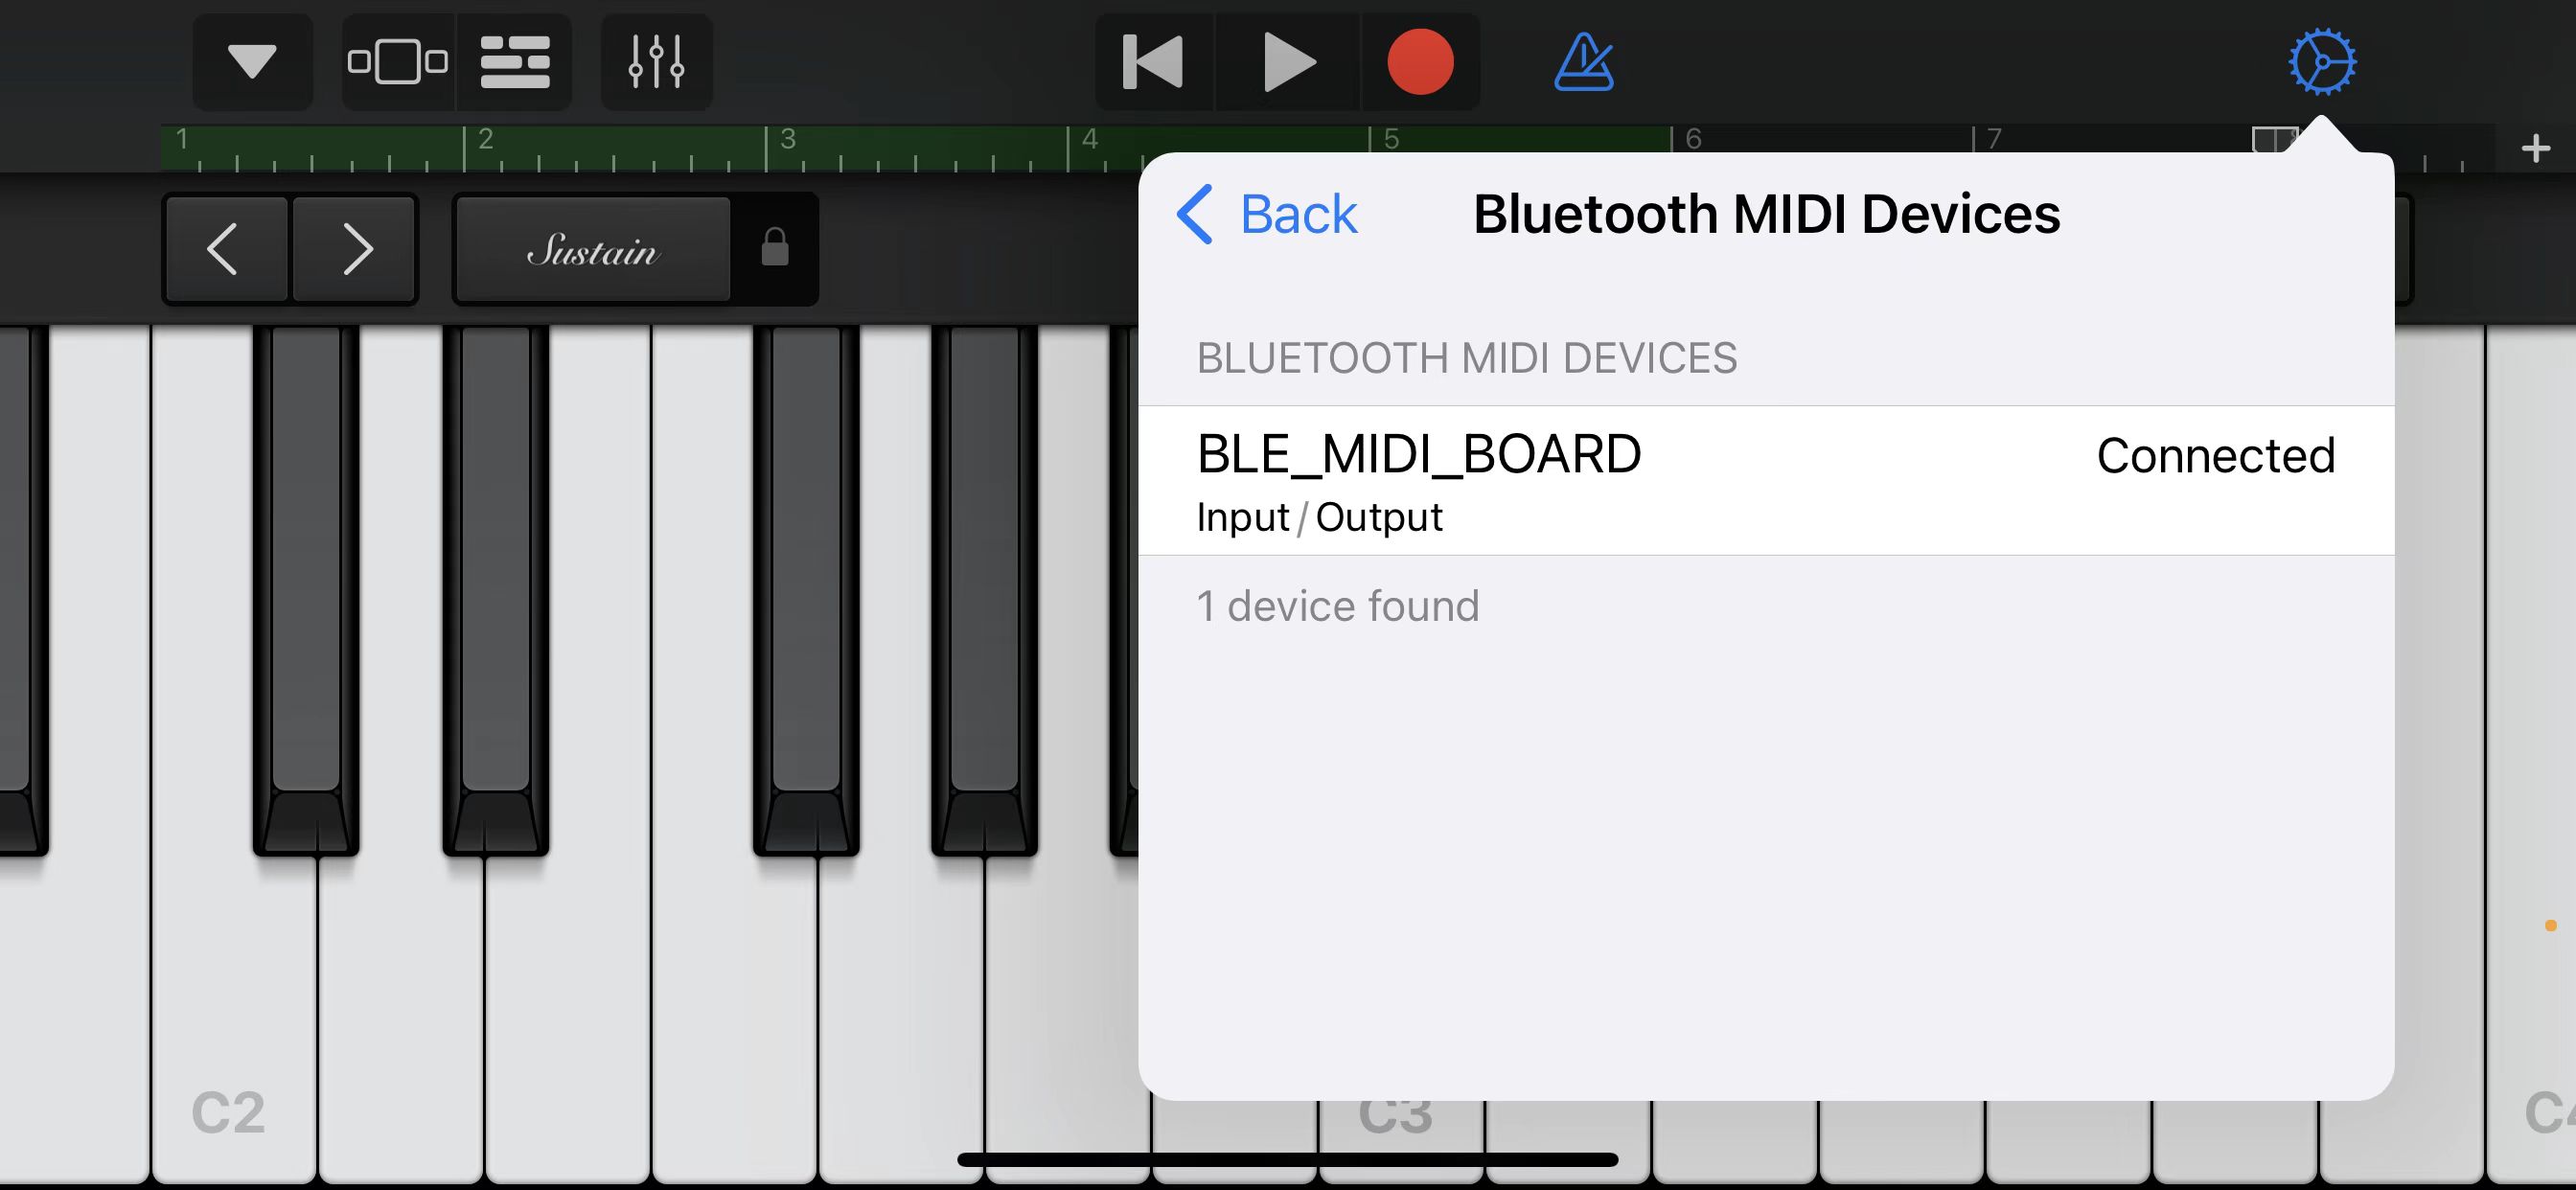 1 2 3 4 5 6 7
Sustain
Back Bluetooth MIDI Devices
BLUETOOTH MIDI DEVICES
BLE_MIDI_BOARD Connected
Input / Output
1 device found
C2 C3